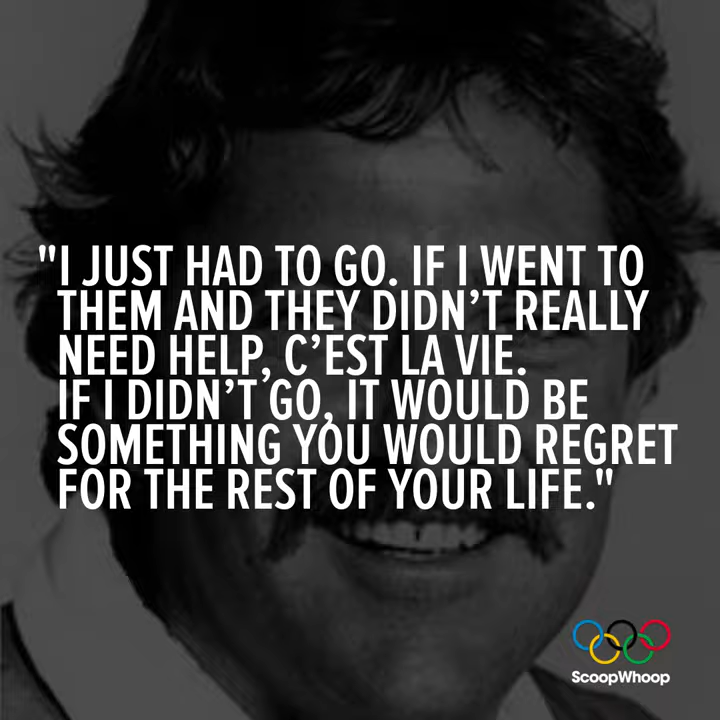 "I JUST HAD TO GO. IF I WENT TO
THEM AND THEY DIDN’T REALLY
NEED HELP, C’EST LA VIE.
IF I DIDN’T GO, IT WOULD BE
SOMETHING YOU WOULD REGRET
FOR THE REST OF YOUR LIFE."
ScoopWhoop